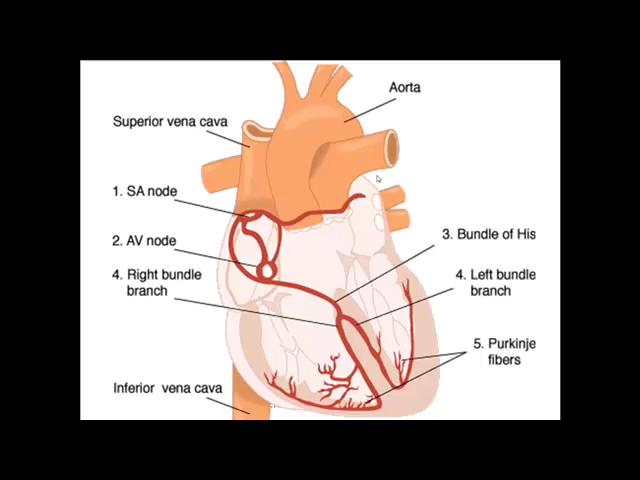 Aorta
Superior vena cava
1. SA node
2. AV node
3. Bundle of His
4. Right bundle
branch
4. Left bundle
branch
5. Purkinje
fibers
Inferior vena cava